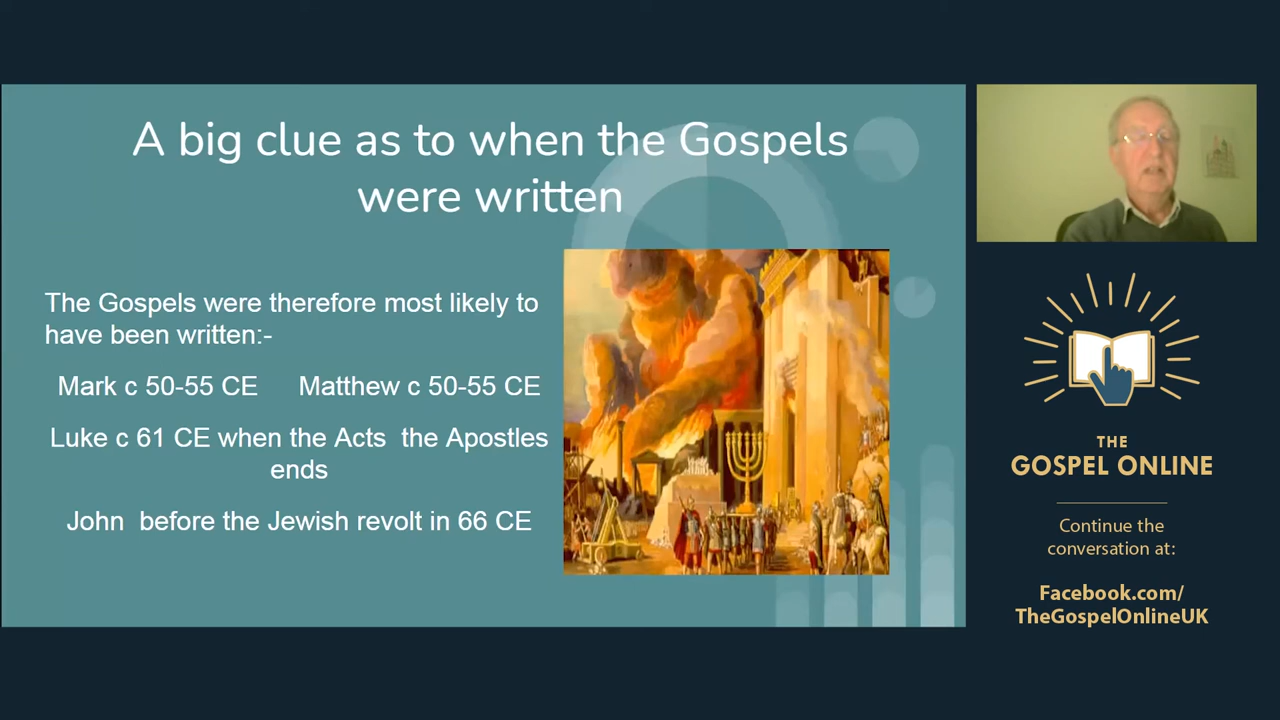 A big clue as to when the Gospels
were written
The Gospels were therefore most likely to
have been written:-
Mark c 50-55 CE Matthew c 50-55 CE
Luke c 61 CE when the Acts the Apostles
ends
John before the Jewish revolt in 66 CE
THE
GOSPEL ONLINE
Continue the
conversation at:
Facebook.com/
TheGospelOnlineUK